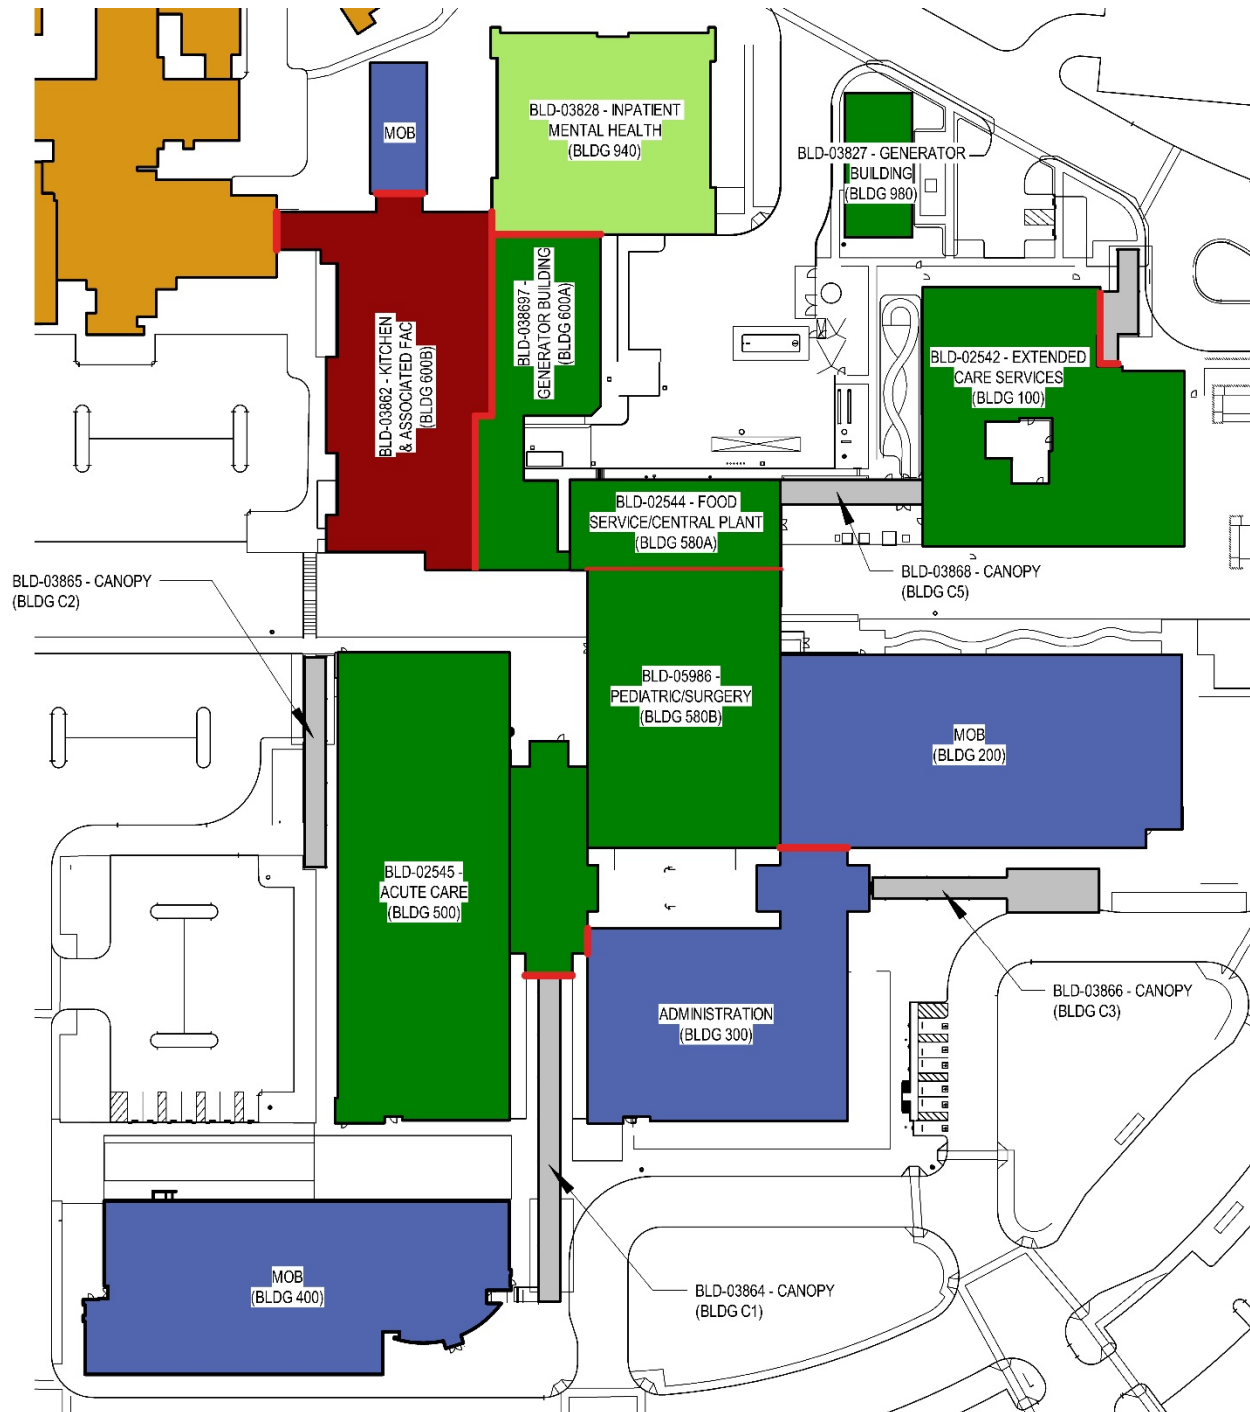 BLD-03828 - INPATIENT
MENTAL HEALTH
(BLDG 940)
MOB
BLD-03827 - GENERATOR
BUILDING
(BLDG 980)
BLD-038697 -
GENERATOR BUILDING
(BLDG 600A)
BLD-03862 - KITCHEN
& ASSOCIATED FAC
(BLDG 600B)
BLD-02542 - EXTENDED
CARE SERVICES
(BLDG 100)
BLD-02544 - FOOD
SERVICE/CENTRAL PLANT
(BLDG 580A)
BLD-03868 - CANOPY
(BLDG C5)
BLD-03865 - CANOPY
(BLDG C2)
BLD-05986 -
PEDIATRIC/SURGERY
(BLDG 580B)
MOB
(BLDG 200)
BLD-02545 -
ACUTE CARE
(BLDG 500)
BLD-03866 - CANOPY
(BLDG C3)
ADMINISTRATION
(BLDG 300)
MOB
(BLDG 400)
BLD-03864 - CANOPY
(BLDG C1)